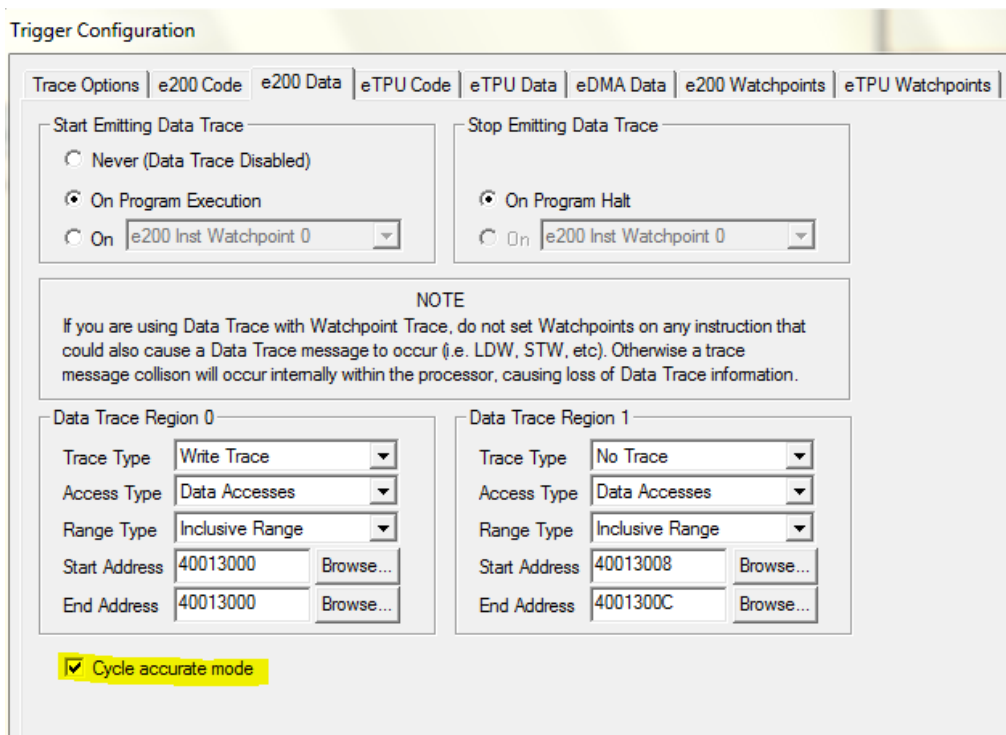 Trigger Configuration
Trace Options e200 Code e200 Data eTPU Code eTPU Data eDMA Data e200 Watchpoints eTPU Watchpoints
Start Emitting Data Trace
Never (Data Trace Disabled)
On Program Execution
On e200 Inst Watchpoint 0
Stop Emitting Data Trace
On Program Halt
On e200 Inst Watchpoint 0
NOTE
If you are using Data Trace with Watchpoint Trace, do not set Watchpoints on any instruction that
could also cause a Data Trace message to occur (i.e. LDW, STW, etc). Otherwise a trace
message collison will occur internally within the processor, causing loss of Data Trace information.
Data Trace Region 0
Trace Type Write Trace
Access Type Data Accesses
Range Type Inclusive Range
Start Address 40013000 Browse...
End Address 40013000 Browse...
Data Trace Region 1
Trace Type No Trace
Access Type Data Accesses
Range Type Inclusive Range
Start Address 40013008 Browse...
End Address 4001300C Browse...
Cycle accurate mode